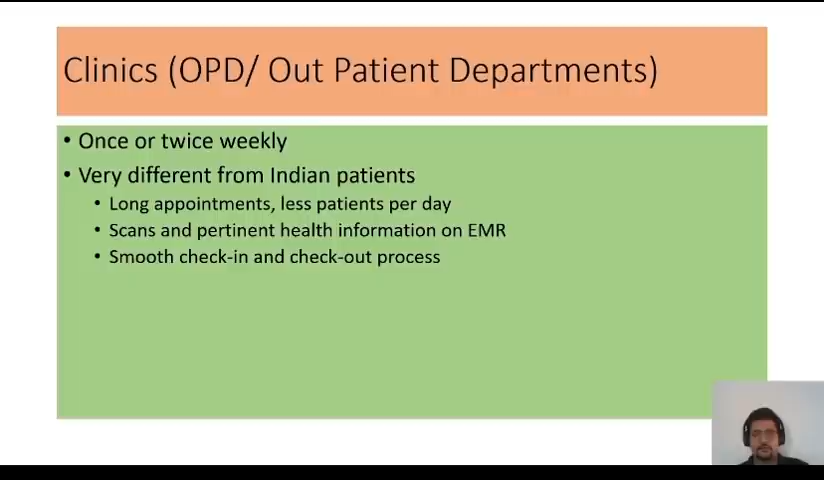 Clinics (OPD/ Out Patient Departments)
• Once or twice weekly
• Very different from Indian patients
• Long appointments, less patients per day
• Scans and pertinent health information on EMR
• Smooth check-in and check-out process